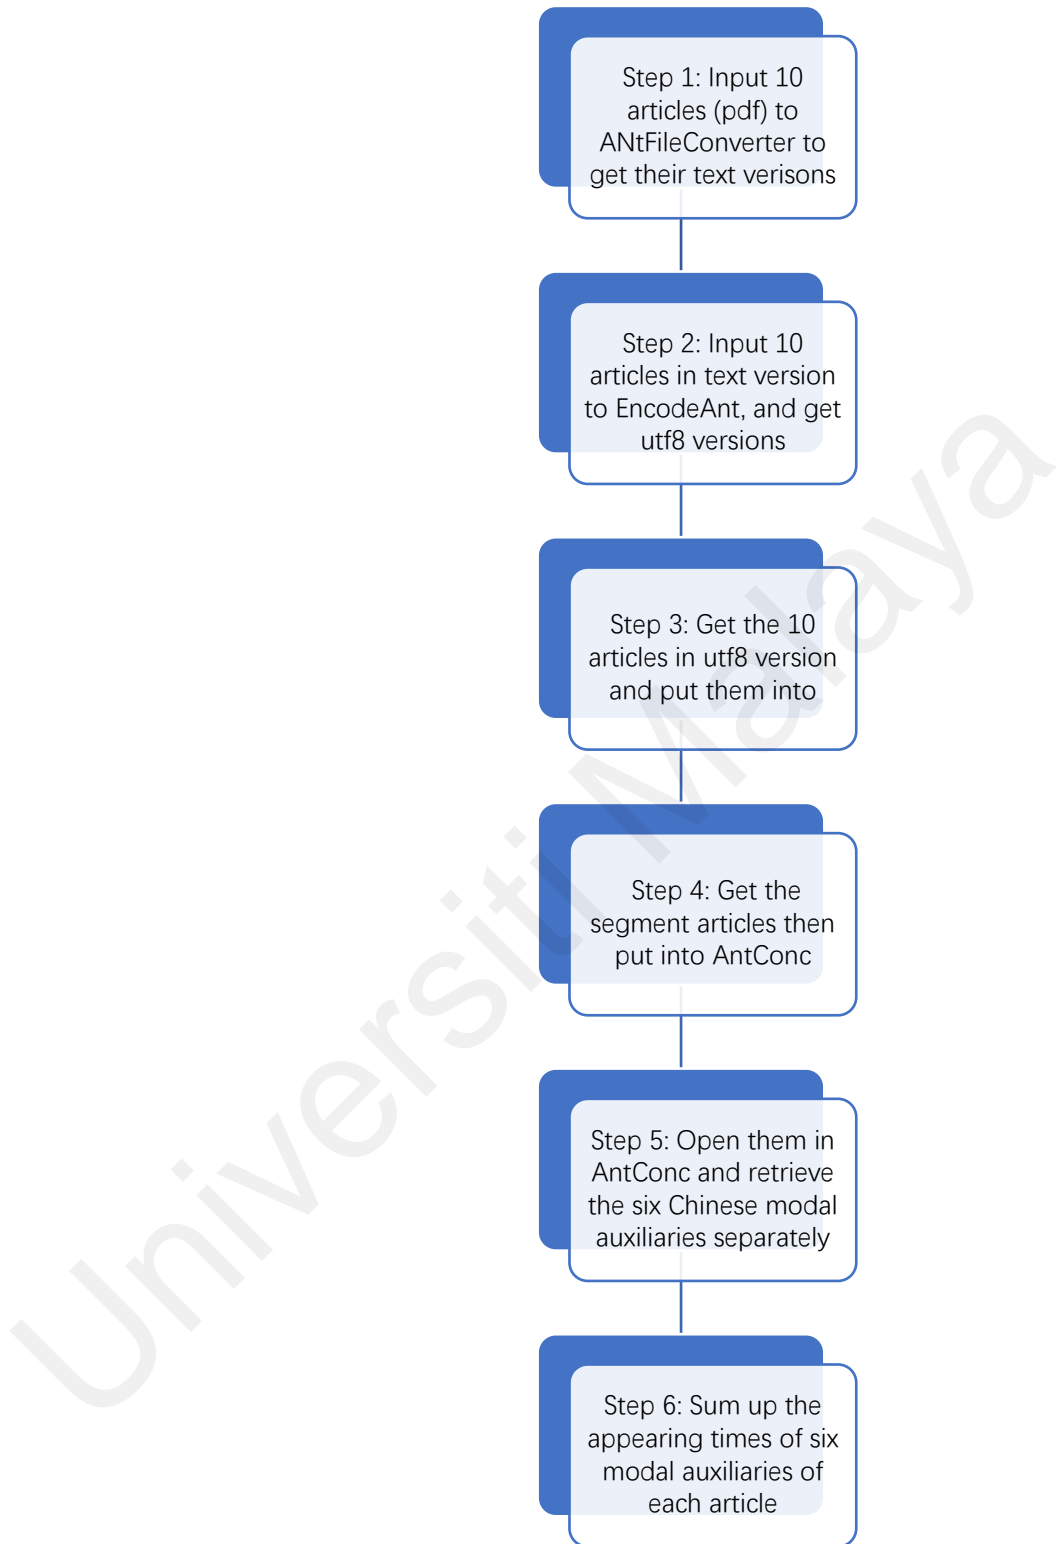 Step 1: Input 10
articles (pdf) to
ANtFileConverter to
get their text verisons
Step 2: Input 10
articles in text version
to EncodeAnt, and get
utf8 versions
Step 3: Get the 10
articles in utf8 version
and put them into
Step 4: Get the
segment articles then
put into AntConc
Step 5: Open them in
AntConc and retrieve
the six Chinese modal
auxiliaries separately
Step 6: Sum up the
appearing times of six
modal auxiliaries of
each article
Universiti Malaya